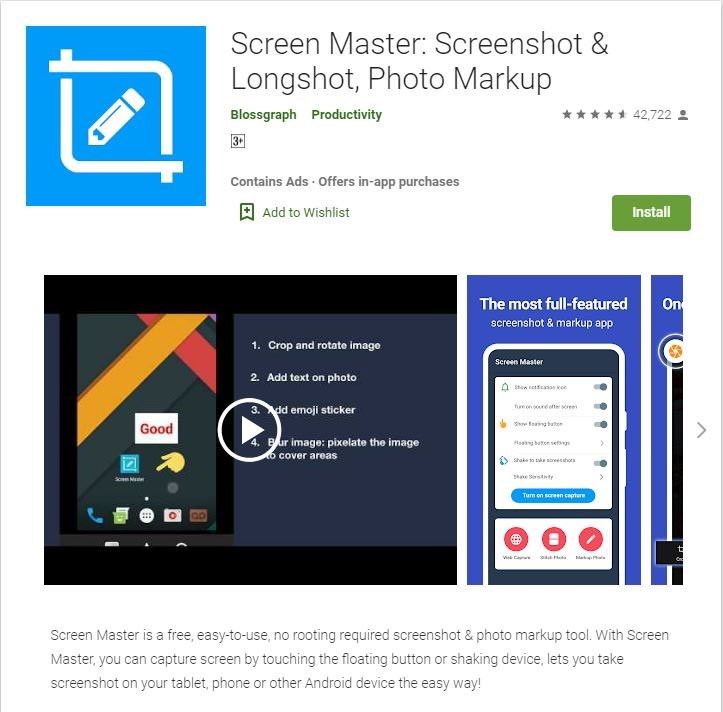 Screen Master: Screenshot &
Longshot, Photo Markup
Blossgraph Productivity 42,722
3+
Contains Ads · Offers in-app purchases
Add to Wishlist
Install
1. Crop and rotate image
2. Add text on photo
3. Add emoji sticker
4. Blur image: pixelate the image
to cover areas
Good
Screen Master
The most full-featured
screenshot & markup app
Screen Master
Show notification icon
Turn on sound after screen
Show floating button
Floating button settings
Shake to take screenshots
Shake Sensitivity
Turn on screen capture
Web Capture Stitch Photo Markup Photo
Screen Master is a free, easy-to-use, no rooting required screenshot & photo markup tool. With Screen
Master, you can capture screen by touching the floating button or shaking device, lets you take
screenshot on your tablet, phone or other Android device the easy way!